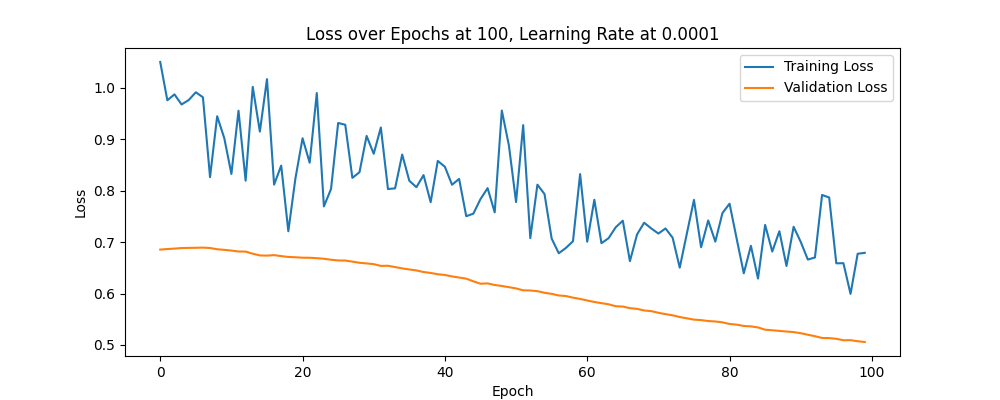 Loss over Epochs at 100, Learning Rate at 0.0001
Training Loss
Validation Loss
Loss
1.0
0.9
0.8
0.7
0.6
0.5
0 20 40 60 80 100
Epoch